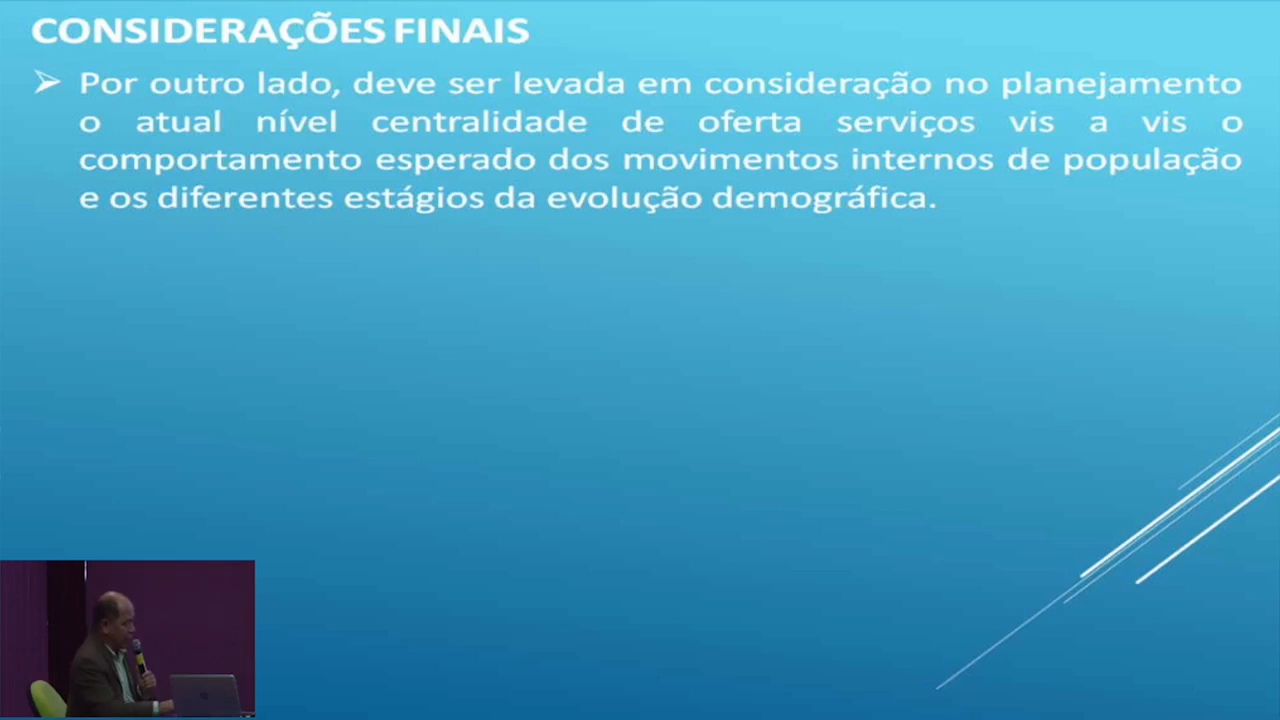 CONSIDERAÇÕES FINAIS
Por outro lado, deve ser levada em consideração no planejamento
o atual nível centralidade de oferta serviços vis a vis o
comportamento esperado dos movimentos internos de população
e os diferentes estágios da evolução demográfica.